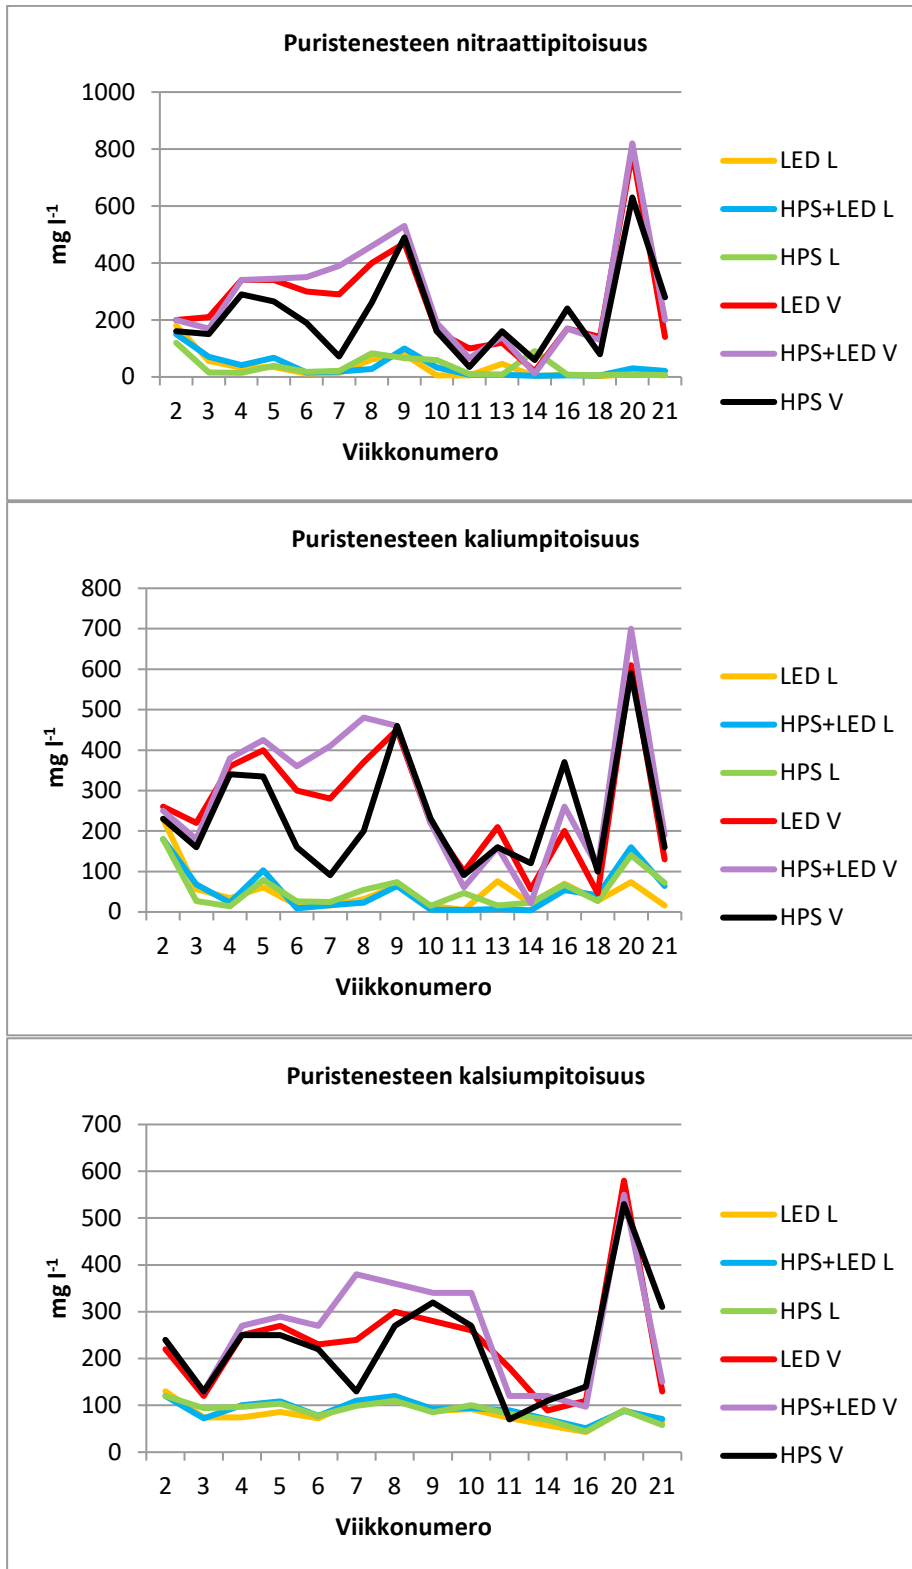 Puristenesteen nitraattipitoisuus
1000
800
600
400
200
0
mg l-1
2 3 4 5 6 7 8 9 10 11 13 14 16 18 20 21
Viikkonumero
LED L
HPS+LED L
HPS L
LED V
HPS+LED V
HPS V
Puristenesteen kaliumpitoisuus
800
700
600
500
400
300
200
100
0
mg l-1
2 3 4 5 6 7 8 9 10 11 13 14 16 18 20 21
Viikkonumero
LED L
HPS+LED L
HPS L
LED V
HPS+LED V
HPS V
Puristenesteen kalsiumpitoisuus
700
600
500
400
300
200
100
0
mg l-1
2 3 4 5 6 7 8 9 10 11 14 16 20 21
Viikkonumero
LED L
HPS+LED L
HPS L
LED V
HPS+LED V
HPS V